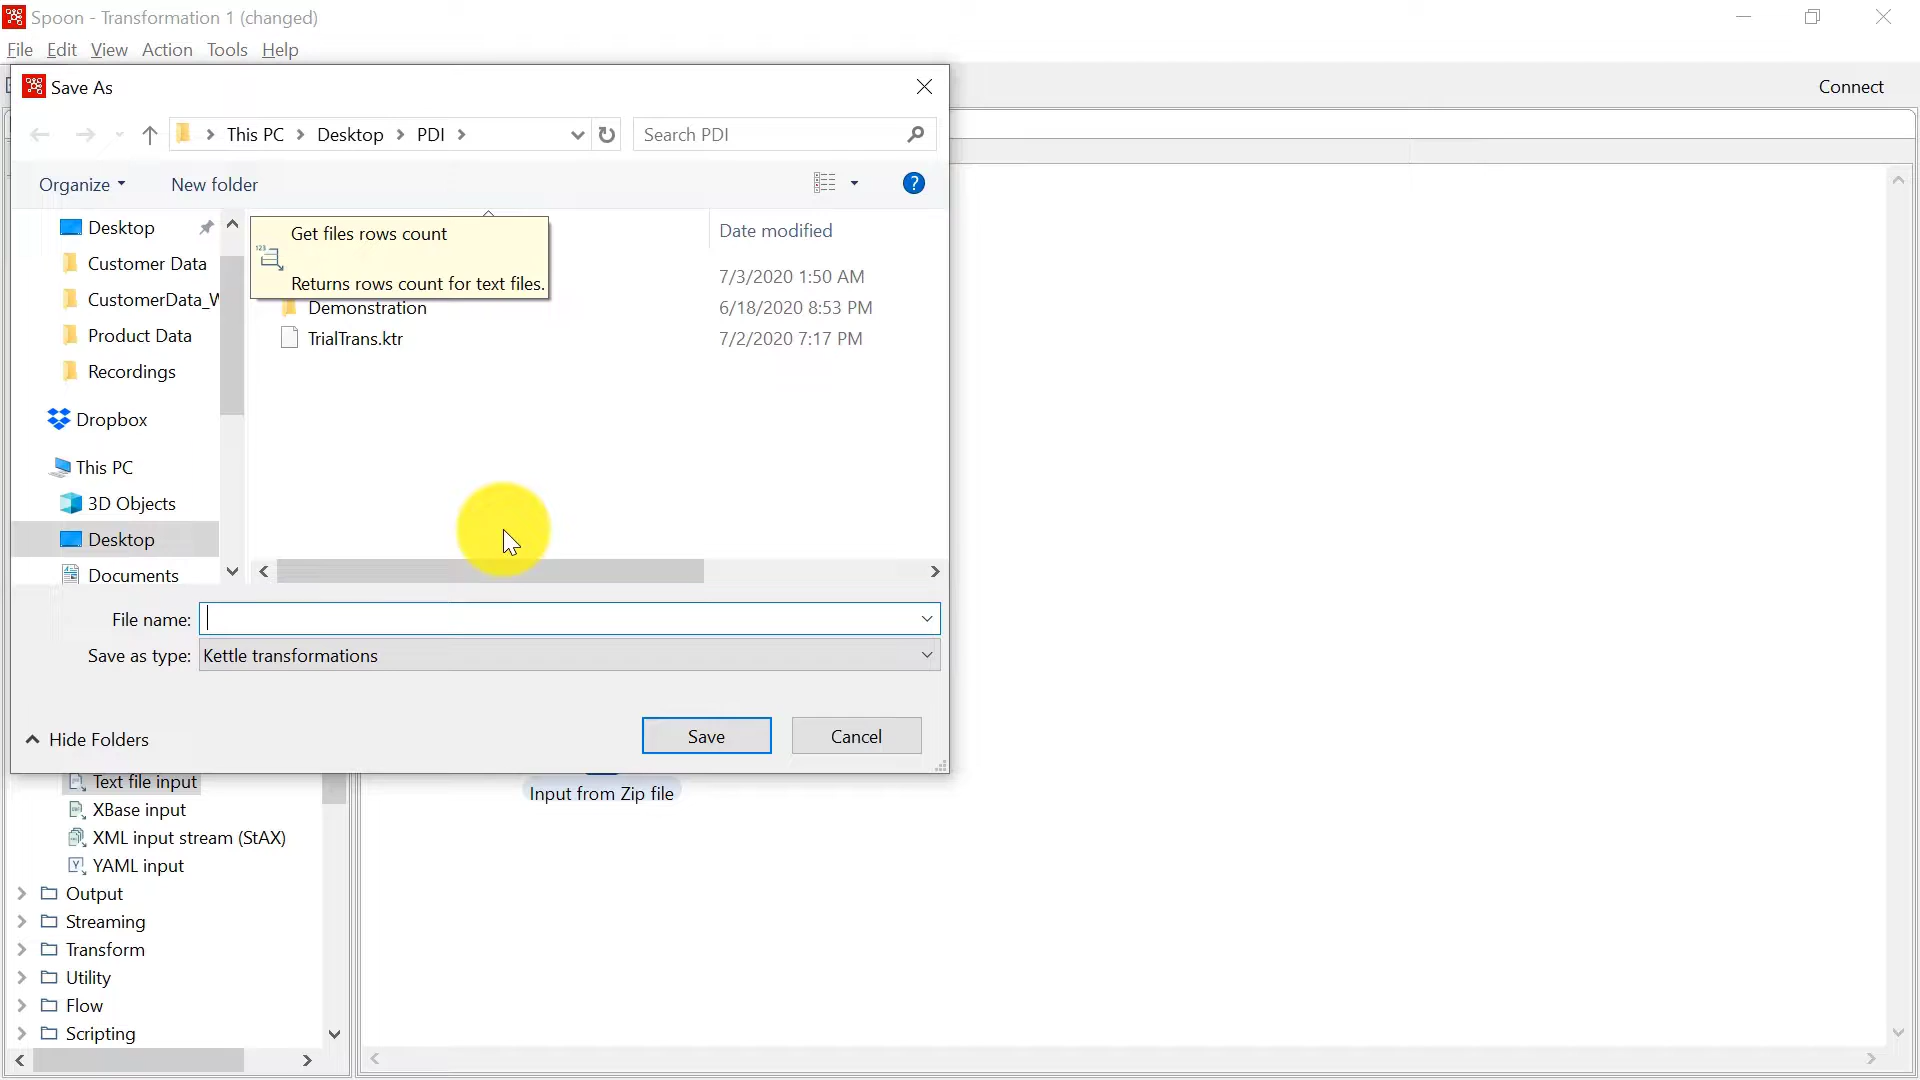 Spoon - Transformation 1 (changed)
File Edit View Action Tools Help
Connect
Save As
This PC > Desktop > PDI >
Search PDI
Organize
New folder
?
Desktop
Customer Data
CustomerData_W
Product Data
Recordings
Dropbox
This PC
3D Objects
Desktop
Documents
Get files rows count
123
Returns rows count for text files.
Date modified
7/3/2020 1:50 AM
Demonstration 6/18/2020 8:53 PM
TrialTrans.ktr 7/2/2020 7:17 PM
File name:
Save as type: Kettle transformations
Hide Folders
Save
Cancel
Text file input
XBase input
XML input stream (StAX)
YAML input
Output
Streaming
Transform
Utility
Flow
Scripting
Input from Zip file